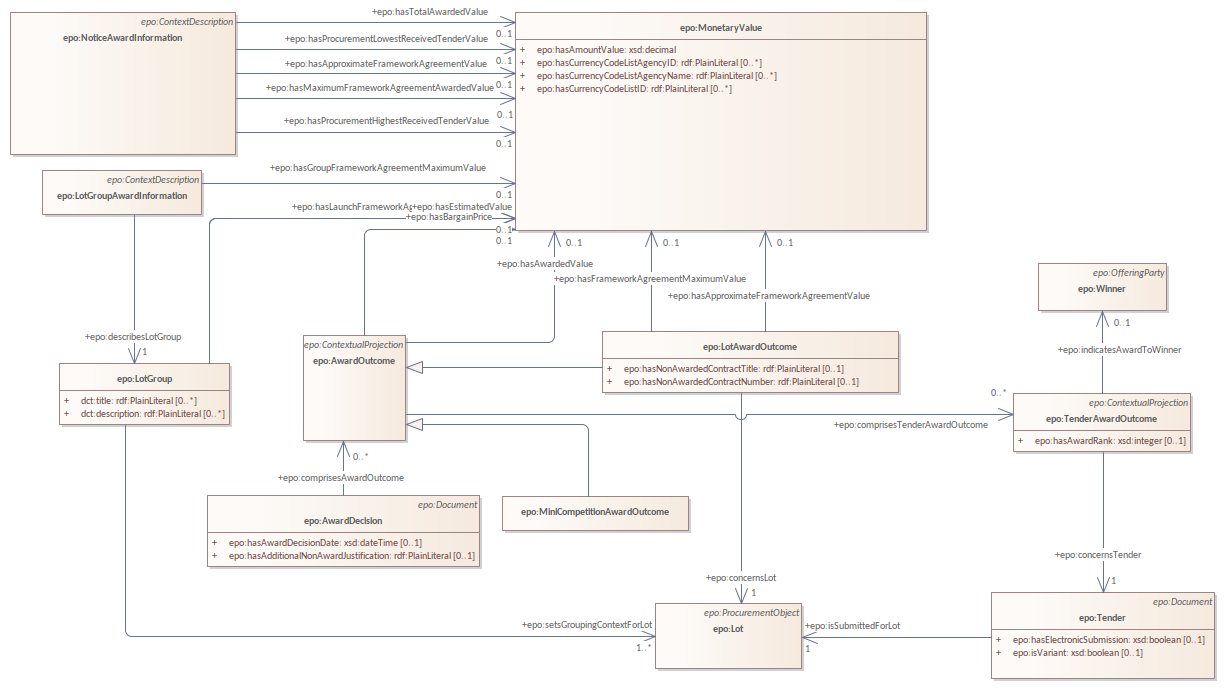 epo:ContextDescription
epo:NoticeAwardInformation
+epo:hasTotalAwardedValue
0..1
+epo:hasProcurementLowestReceivedTenderValue
0..1
+epo:hasApproximateFrameworkAgreementValue
0..1
+epo:hasMaximumFrameworkAgreementAwardedValue
0..1
+epo:hasProcurementHighestReceivedTenderValue
0..1
epo:MonetaryValue
+ epo:hasAmountValue: xsd:decimal
+ epo:hasCurrencyCodeListAgencyID: rdf:PlainLiteral [0..*]
+ epo:hasCurrencyCodeListAgencyName: rdf:PlainLiteral [0..*]
+ epo:hasCurrencyCodeListID: rdf:PlainLiteral [0..*]
epo:ContextDescription
epo:LotGroupAwardInformation
+epo:hasGroupFrameworkAgreementMaximumValue
0..1
+epo:hasLaunchFrameworkAg
+epo:hasEstimatedValue
+epo:hasBargainPrice
0..1
0..1
0..1
0..1
0..1
+epo:hasAwardedValue
+epo:hasFrameworkAgreementMaximumValue
+epo:hasApproximateFrameworkAgreementValue
epo:OfferingParty
epo:Winner
0..1
+epo:indicatesAwardToWinner
+epo:describesLotGroup
1
epo:ContextualProjection
epo:AwardOutcome
epo:LotAwardOutcome
+ epo:hasNonAwardedContractTitle: rdf:PlainLiteral [0..1]
+ epo:hasNonAwardedContractNumber: rdf:PlainLiteral [0..1]
epo:LotGroup
+ dct:title: rdf:PlainLiteral [0..*]
+ dct:description: rdf:PlainLiteral [0..*]
0..*
+epo:comprisesTenderAwardOutcome
epo:ContextualProjection
epo:TenderAwardOutcome
+ epo:hasAwardRank: xsd:integer [0..1]
0..*
+epo:comprisesAwardOutcome
epo:Document
epo:AwardDecision
+ epo:hasAwardDecisionDate: xsd:dateTime [0..1]
+ epo:hasAdditionalNonAwardJustification: rdf:PlainLiteral [0..1]
epo:MiniCompetitionAwardOutcome
+epo:concernsTender
1
+epo:concernsLot
1
epo:ProcurementObject
epo:Lot
+epo:setsGroupingContextForLot
1..*
+epo:isSubmittedForLot
1
epo:Document
epo:Tender
+ epo:hasElectronicSubmission: xsd:boolean [0..1]
+ epo:isVariant: xsd:boolean [0..1]